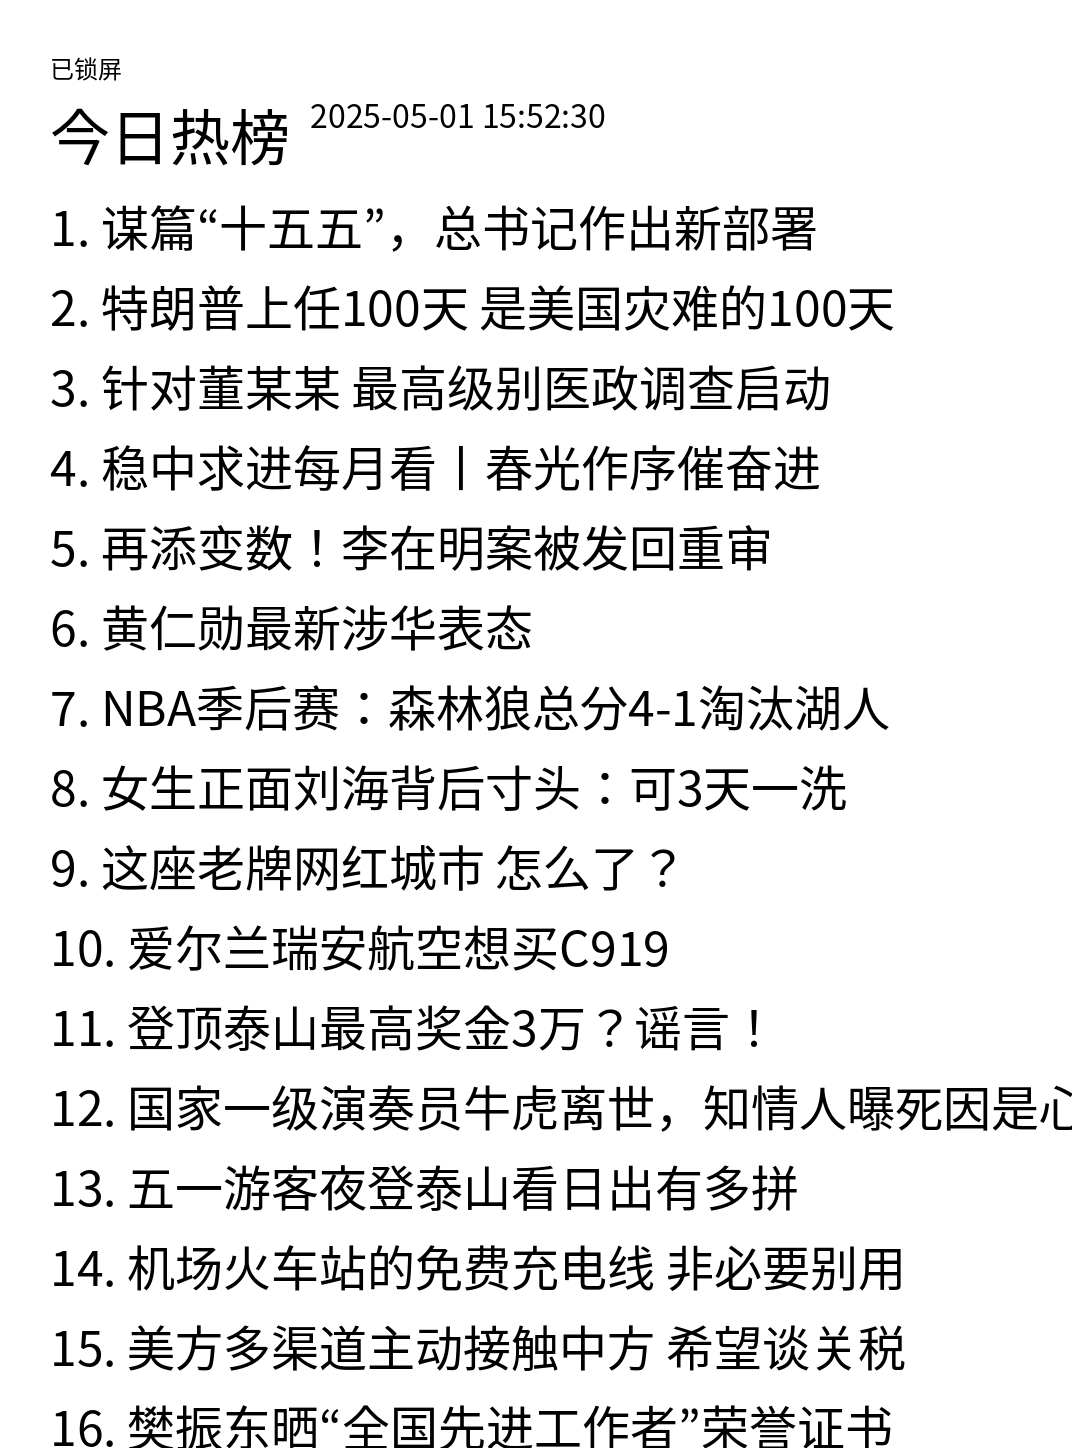 已锁屏
今日热榜 2025-05-01 15:52:30
1. 谋篇“十五五”，总书记作出新部署
2. 特朗普上任100天 是美国灾难的100天
3. 针对董某某 最高级别医政调查启动
4. 稳中求进每月看丨春光作序催奋进
5. 再添变数！李在明案被发回重审
6. 黄仁勋最新涉华表态
7. NBA季后赛：森林狼总分4-1淘汰湖人
8. 女生正面刘海背后寸头：可3天一洗
9. 这座老牌网红城市 怎么了？
10. 爱尔兰瑞安航空想买C919
11. 登顶泰山最高奖金3万？谣言！
12. 国家一级演奏员牛虎离世，知情人曝死因是心
13. 五一游客夜登泰山看日出有多拼
14. 机场火车站的免费充电线 非必要别用
15. 美方多渠道主动接触中方 希望谈关税
16. 樊振东晒“全国先进工作者”荣誉证书